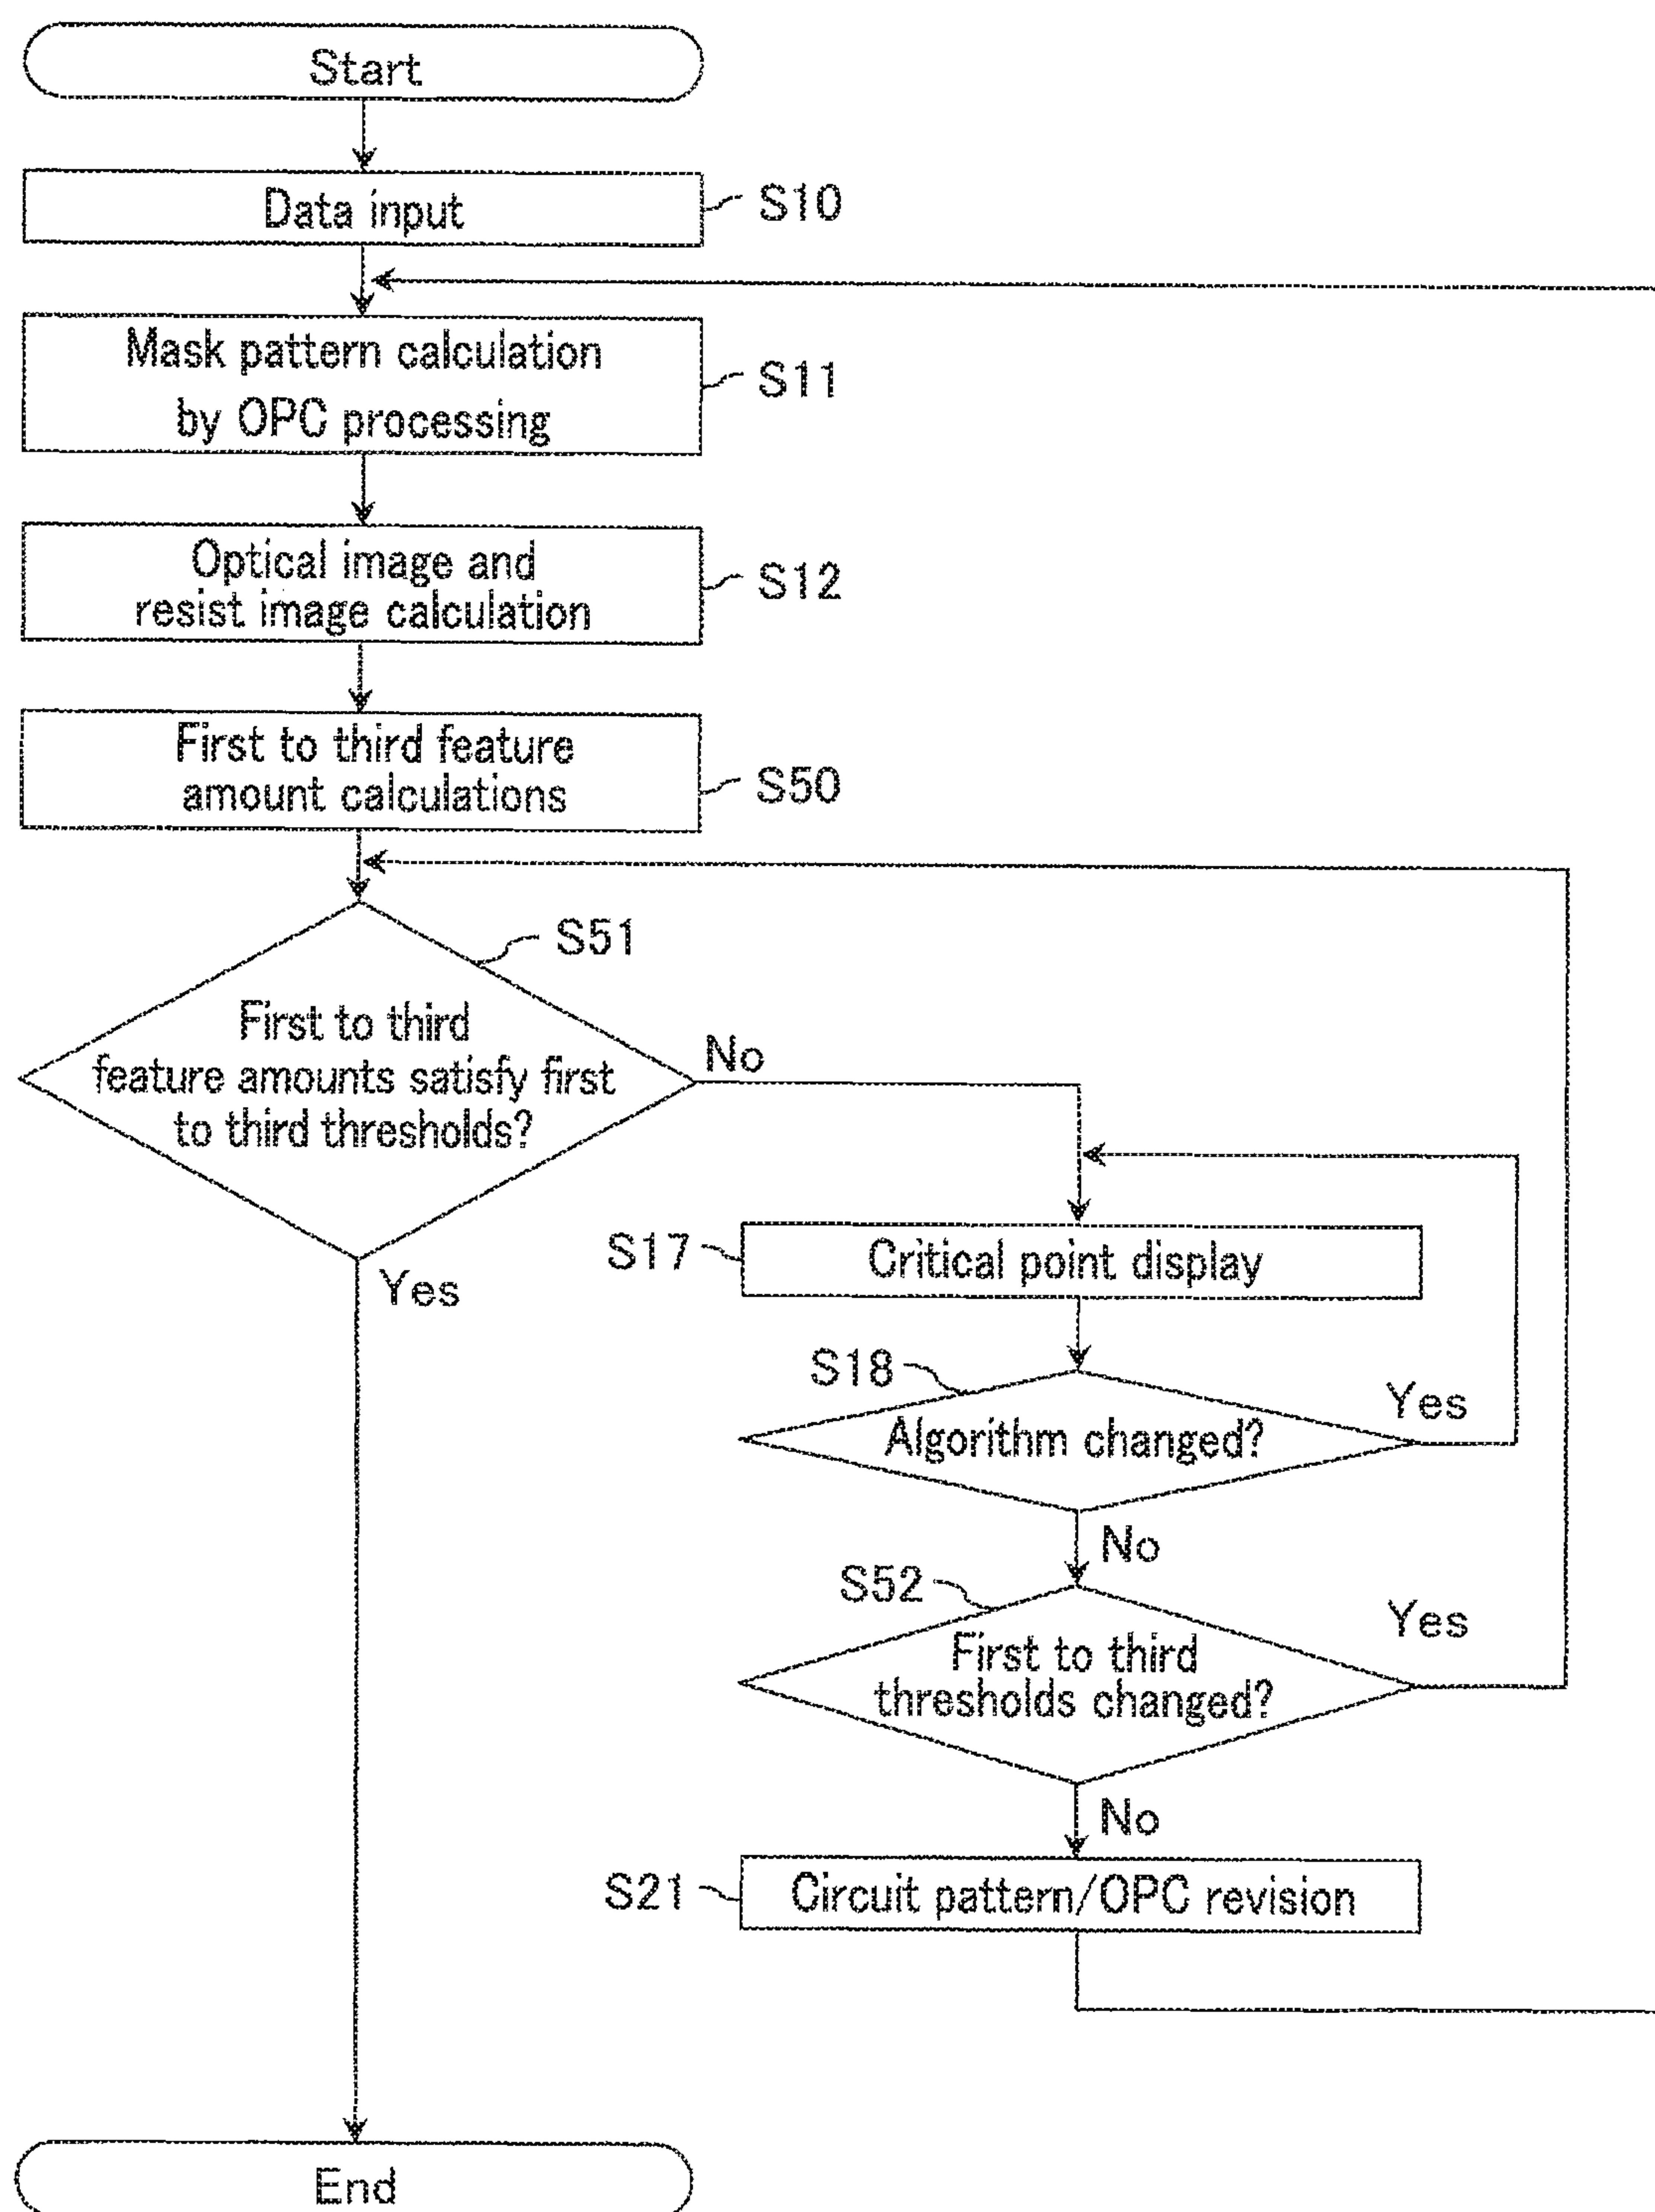 Start
Data input
S10
Mask pattern calculation
by OPC processing
S11
Optical image and
resist image calculation
S12
First to third feature
amount calculations
S50
S51
First to third
feature amounts satisfy first
to third thresholds?
No
Yes
S17
Critical point display
S18
Algorithm changed?
Yes
No
S52
First to third
thresholds changed?
Yes
No
S21
Circuit pattern/OPC revision
End